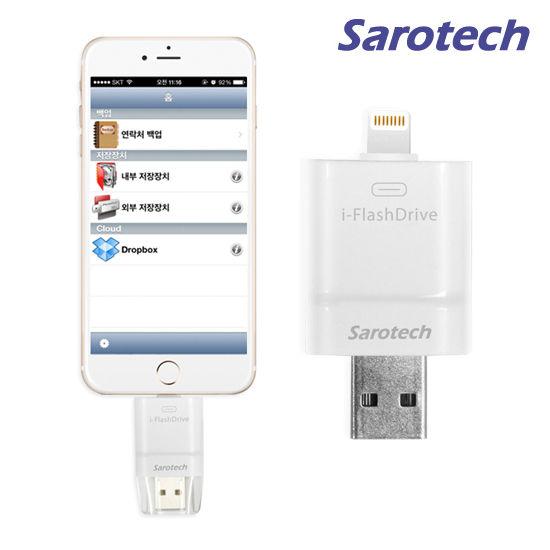 Sarotech
SKT 오전 11:16 92%
홈
백업
연락처 백업
저장장치
내부 저장장치
외부 저장장치
Cloud
Dropbox
i-FlashDrive
Sarotech
i-FlashDrive
Sarotech